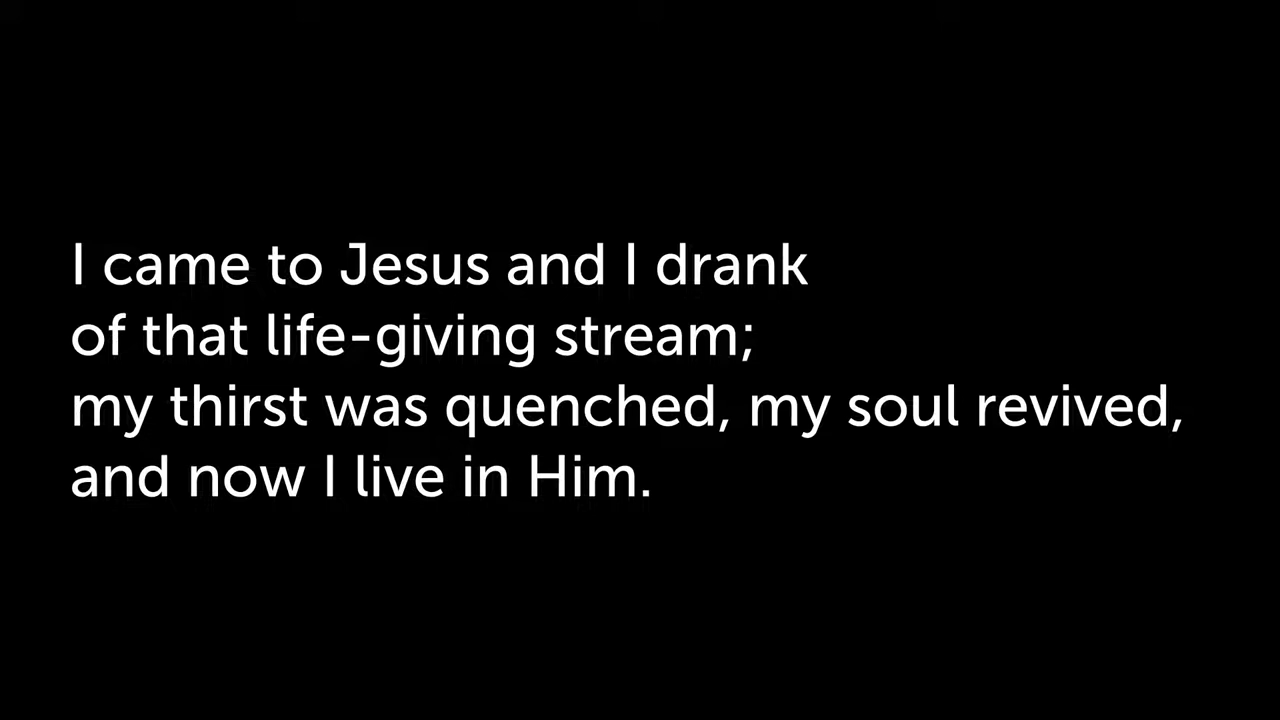 I came to Jesus and I drank
of that life-giving stream;
my thirst was quenched, my soul revived,
and now I live in Him.